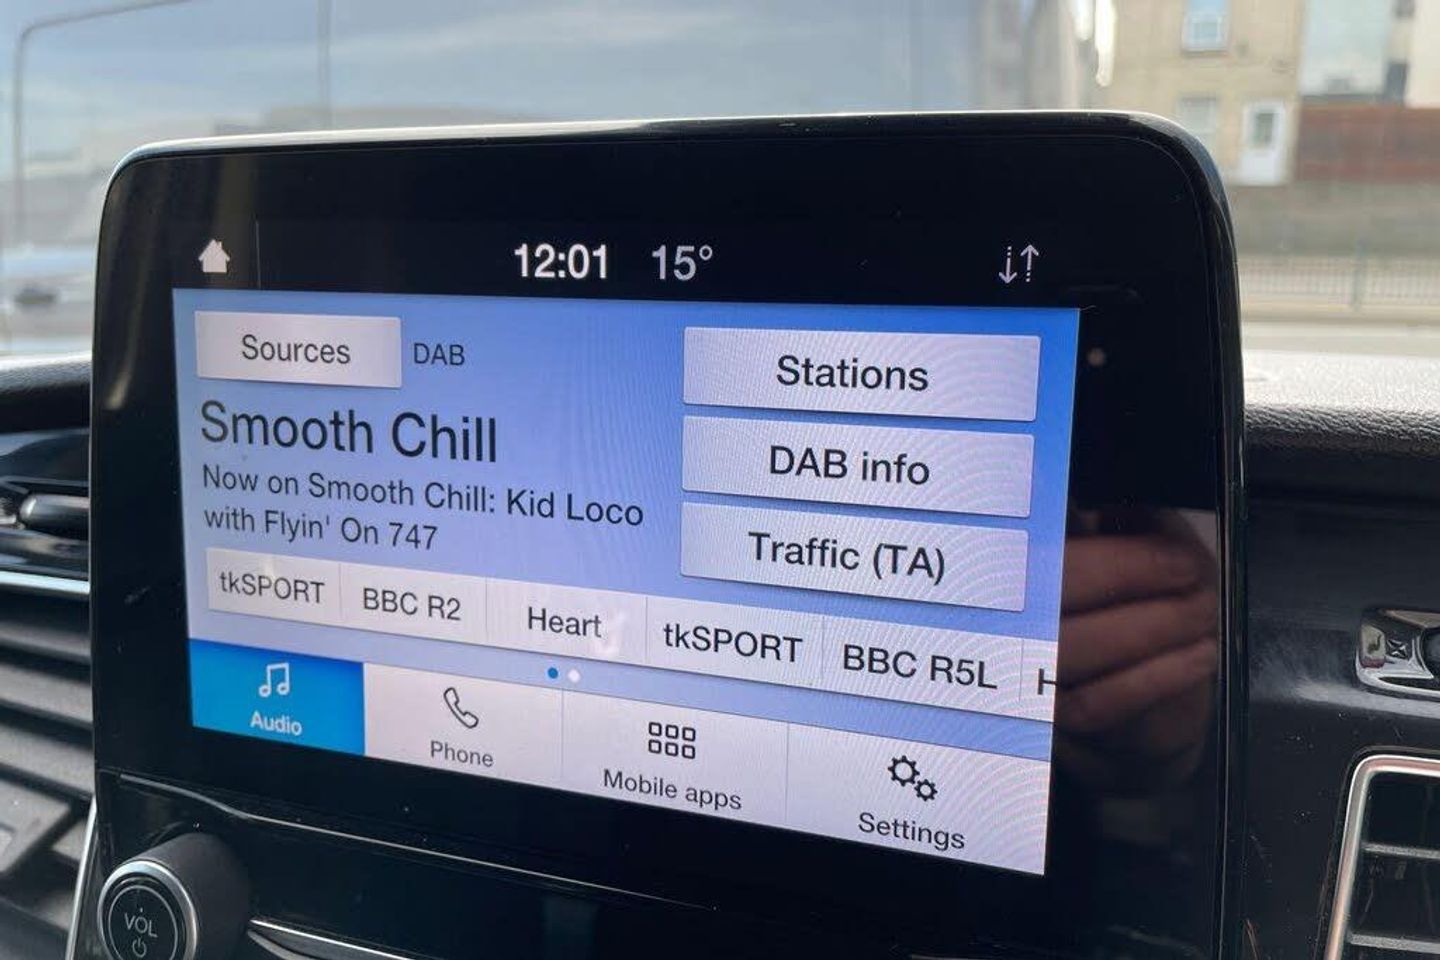 12:01 15°
Sources DAB
Stations
Smooth Chill
DAB info
Now on Smooth Chill: Kid Loco
with Flyin' On 747
Traffic (TA)
tkSPORT BBC R2 Heart tkSPORT BBC R5L H
Audio Phone Mobile apps Settings
VOL